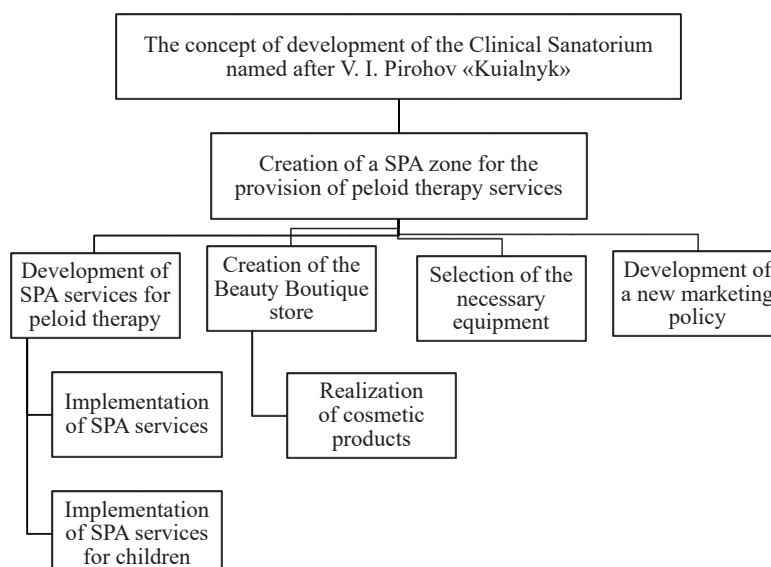 The concept of development of the Clinical Sanatorium
named after V. I. Pirohov «Kuialnyk»
Creation of a SPA zone for the
provision of peloid therapy services
Development of
SPA services for
peloid therapy
Creation of the
Beauty Boutique
store
Selection of the
necessary
equipment
Development of
a new marketing
policy
Implementation
of SPA services
Realization
of cosmetic
products
Implementation
of SPA services
for children